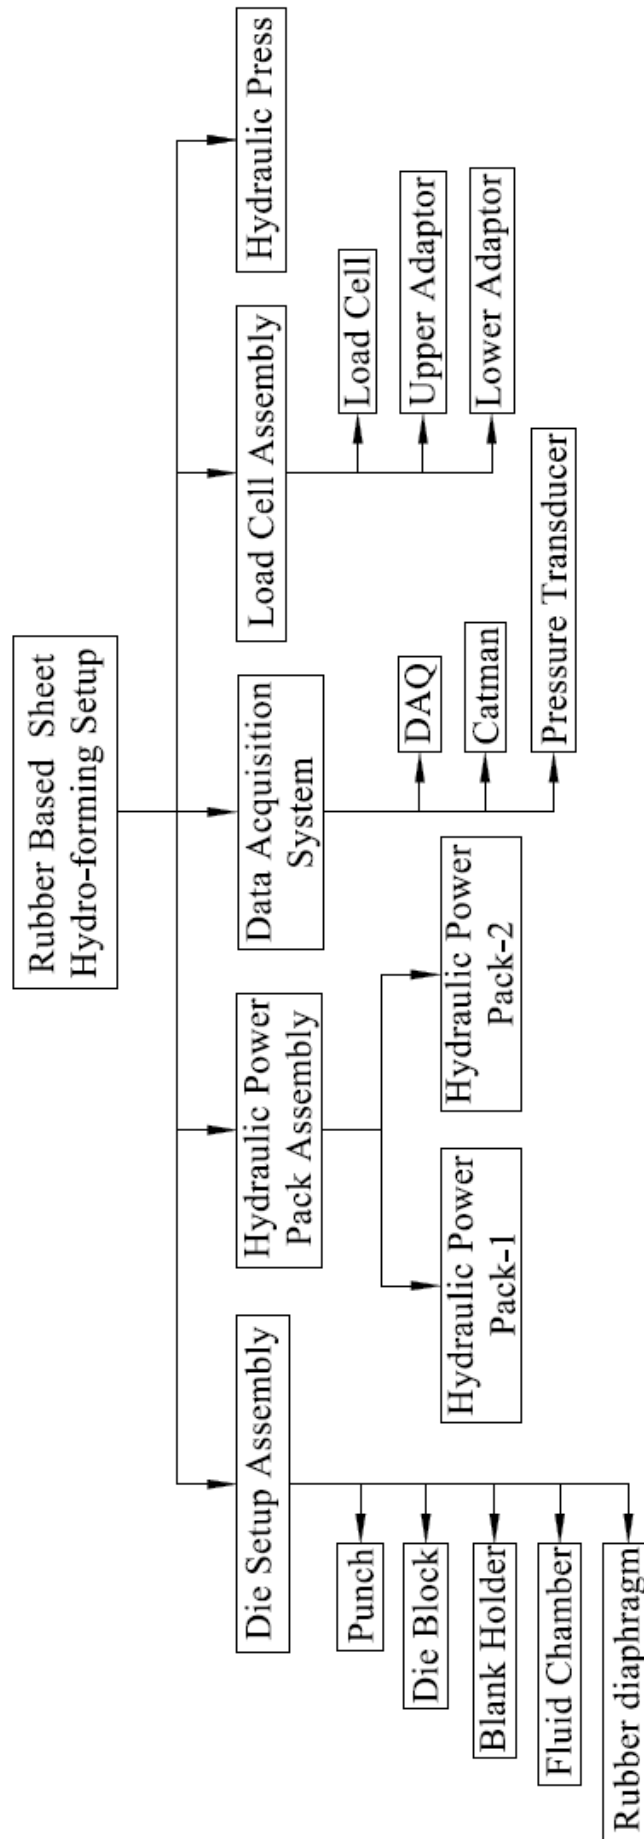 Rubber Based Sheet
Hydro-forming Setup
Die Setup Assembly
Hydraulic Power
Pack Assembly
Data Acquisition
System
Load Cell Assembly
Hydraulic Press
Punch
Die Block
Blank Holder
Fluid Chamber
Rubber diaphragm
Hydraulic Power
Pack-1
Hydraulic Power
Pack-2
DAQ
Catman
Pressure Transducer
Load Cell
Upper Adaptor
Lower Adaptor